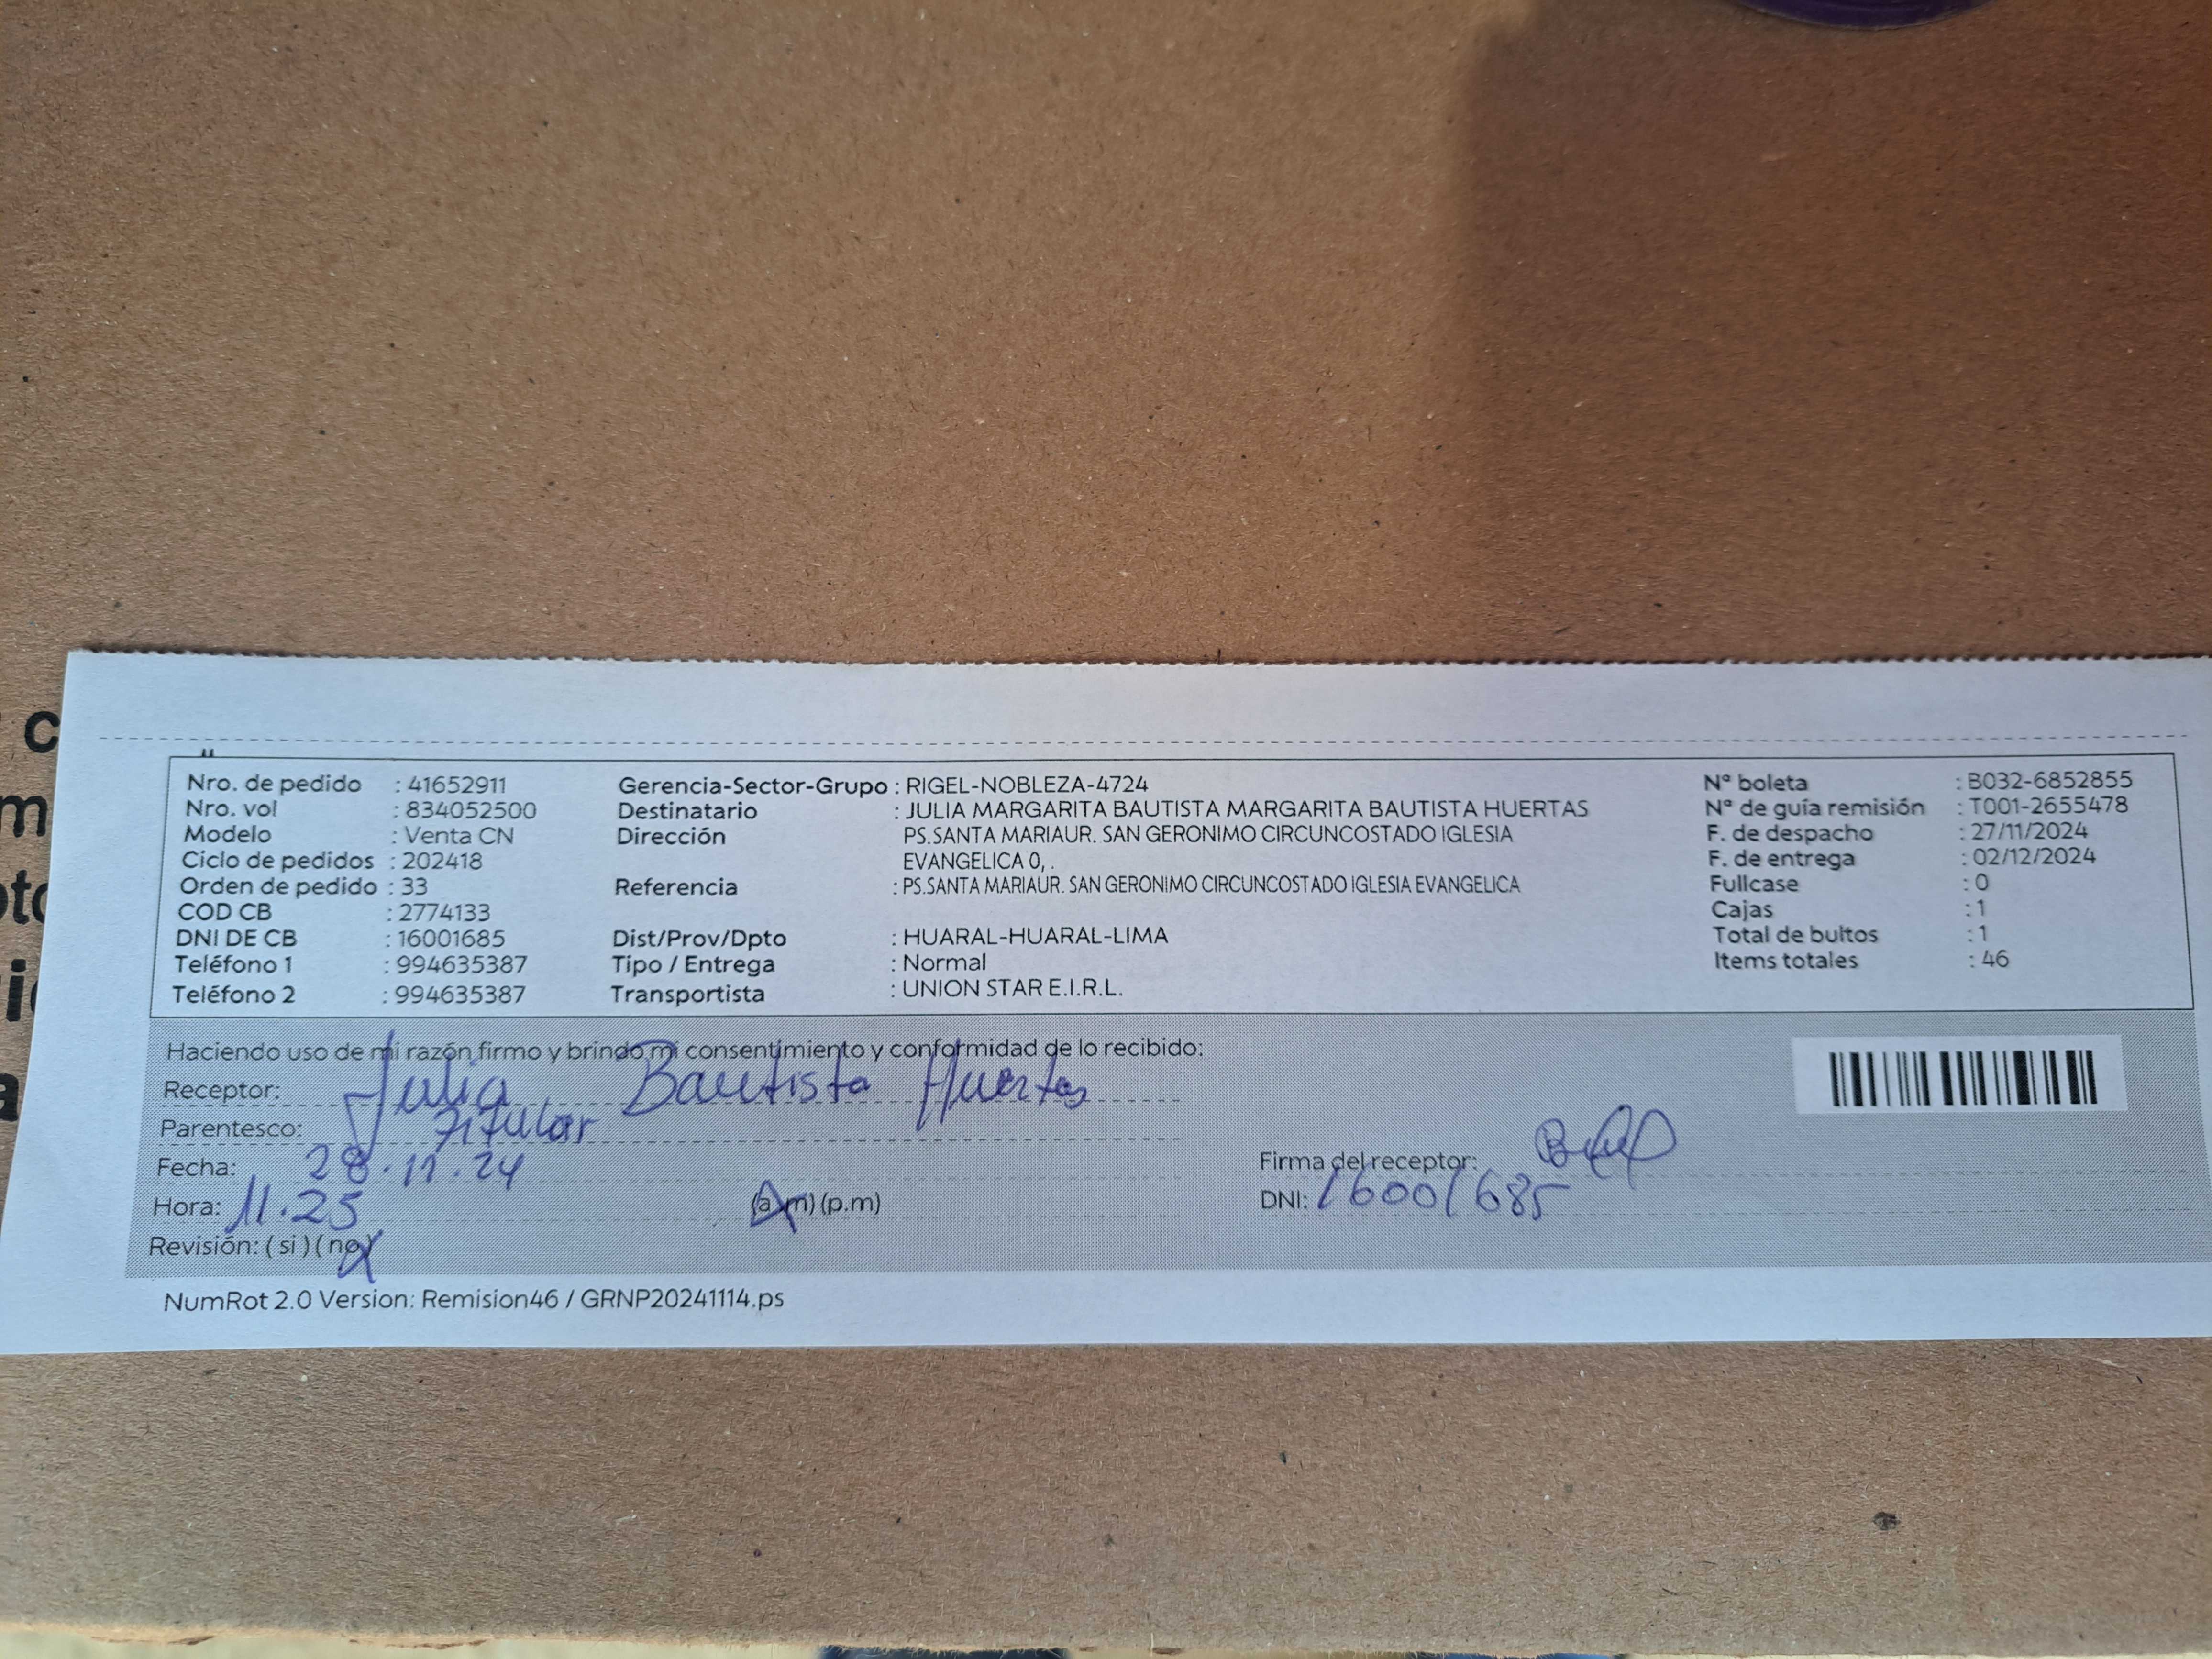 Nro. de pedido : 41652911
Nro. vol : 834052500
Modelo : Venta CN
Ciclo de pedidos : 202418
Orden de pedido : 33
COD CB : 2774133
DNI DE CB : 16001685
Teléfono 1 : 994635387
Teléfono 2 : 994635387
Gerencia-Sector-Grupo : RIGEL-NOBLEZA-4724
Destinatario : JULIA MARGARITA BAUTISTA MARGARITA BAUTISTA HUERTAS
Dirección PS.SANTA MARIAUR. SAN GERONIMO CIRCUNCOSTADO IGLESIA
EVANGELICA 0, .
Referencia : PS.SANTA MARIAUR. SAN GERONIMO CIRCUNCOSTADO IGLESIA EVANGELICA
Dist/Prov/Dpto : HUARAL-HUARAL-LIMA
Tipo / Entrega : Normal
Transportista : UNION STAR E.I.R.L.
Nº boleta : B032-6852855
Nº de guía remisión : T001-2655478
F. de despacho : 27/11/2024
F. de entrega : 02/12/2024
Fullcase : 0
Cajas : 1
Total de bultos : 1
Items totales : 46
Haciendo uso de mi razón firmo y brindo mi consentimiento y conformidad de lo recibido:
Receptor: Julia Bautista Huertas
Parentesco: Titular
Fecha: 28.11.24
Hora: 11.25 (a.m) (p.m)
Revisión: ( si ) ( no )
Firma del receptor:
DNI: 16001685
NumRot 2.0 Version: Remision46 / GRNP20241114.ps